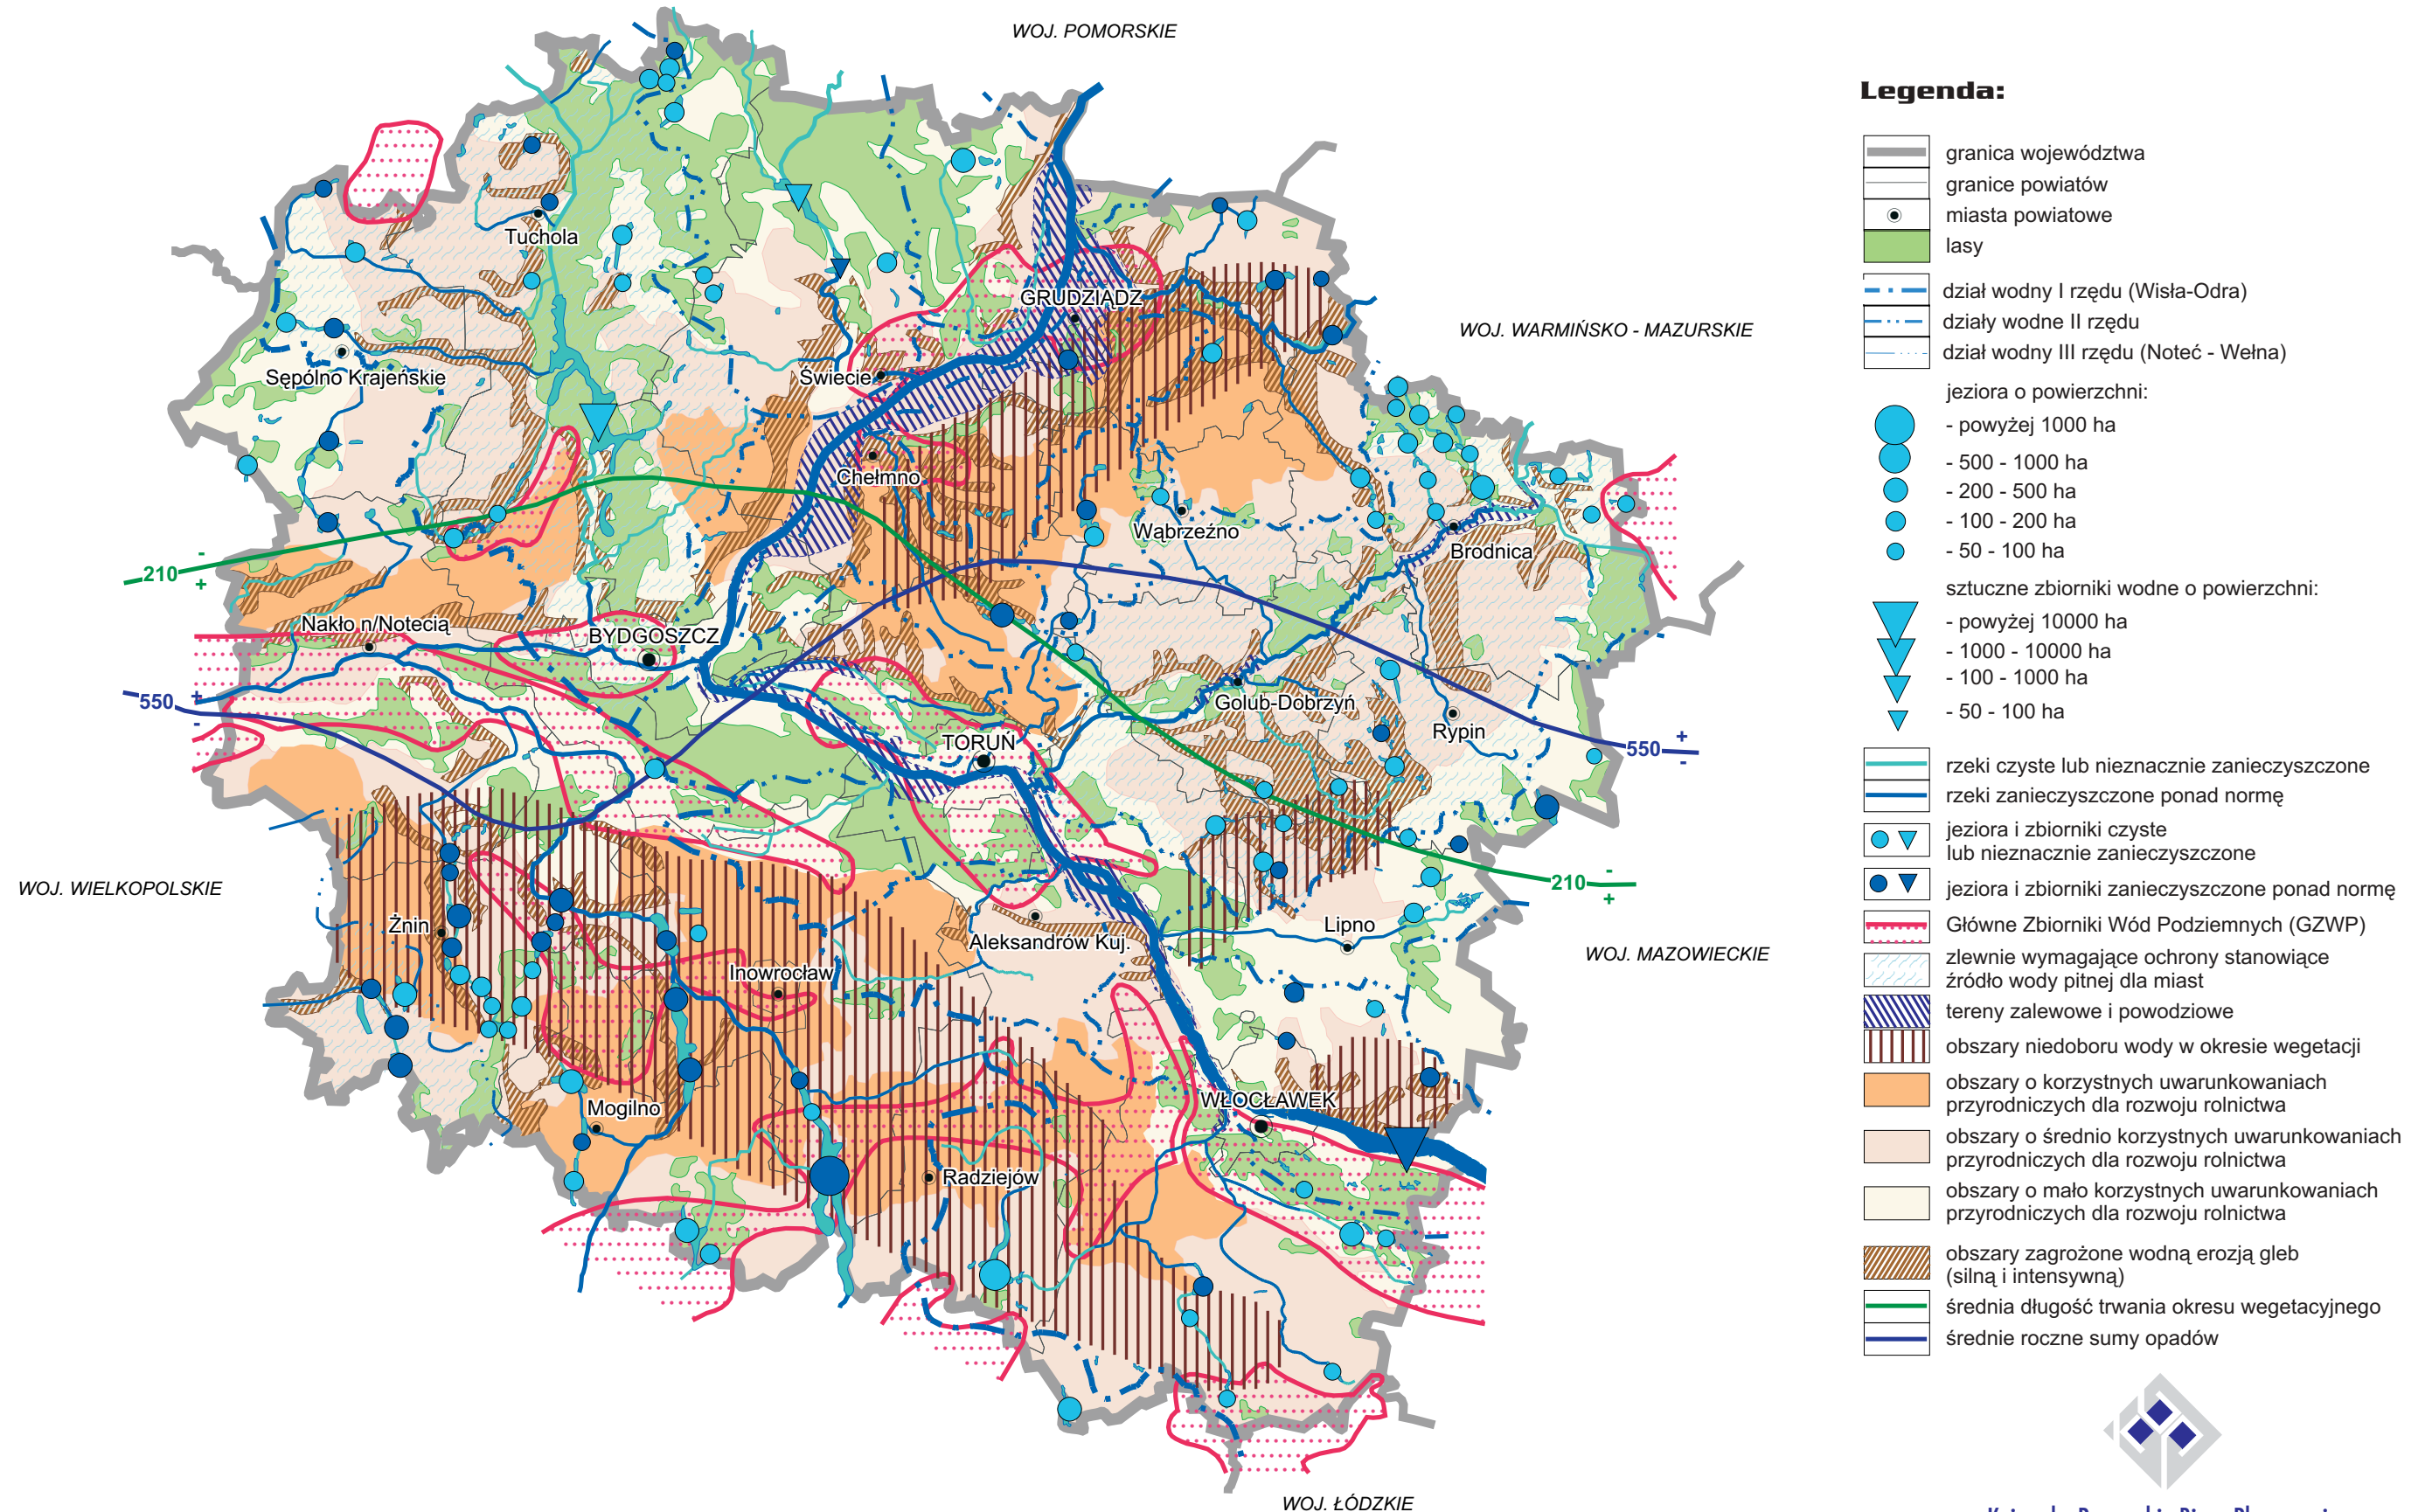 WOJ. POMORSKIE
WOJ. WARMIŃSKO - MAZURSKIE
WOJ. WIELKOPOLSKIE
WOJ. MAZOWIECKIE
WOJ. ŁÓDZKIE
Tuchola
GRUDZIĄDZ
Sępólno Krajeńskie
Świecie
Chełmno
Wąbrzeźno
Brodnica
-
210
+
-
210
+
Nakło n/Notecią
BYDGOSZCZ
+
550
-
+
550
-
Golub-Dobrzyń
Rypin
TORUŃ
Żnin
Aleksandrów Kuj.
Lipno
Inowrocław
Mogilno
WŁOCŁAWEK
Radziejów
Legenda:
granica województwa
granice powiatów
miasta powiatowe
lasy
dział wodny I rzędu (Wisła-Odra)
działy wodne II rzędu
dział wodny III rzędu (Noteć - Wełna)
jeziora o powierzchni:
- powyżej 1000 ha
- 500 - 1000 ha
- 200 - 500 ha
- 100 - 200 ha
- 50 - 100 ha
sztuczne zbiorniki wodne o powierzchni:
- powyżej 10000 ha
- 1000 - 10000 ha
- 100 - 1000 ha
- 50 - 100 ha
rzeki czyste lub nieznacznie zanieczyszczone
rzeki zanieczyszczone ponad normę
jeziora i zbiorniki czyste
lub nieznacznie zanieczyszczone
jeziora i zbiorniki zanieczyszczone ponad normę
Główne Zbiorniki Wód Podziemnych (GZWP)
zlewnie wymagające ochrony stanowiące
źródło wody pitnej dla miast
tereny zalewowe i powodziowe
obszary niedoboru wody w okresie wegetacji
obszary o korzystnych uwarunkowaniach
przyrodniczych dla rozwoju rolnictwa
obszary o średnio korzystnych uwarunkowaniach
przyrodniczych dla rozwoju rolnictwa
obszary o mało korzystnych uwarunkowaniach
przyrodniczych dla rozwoju rolnictwa
obszary zagrożone wodną erozją gleb
(silną i intensywną)
średnia długość trwania okresu wegetacyjnego
średnie roczne sumy opadów